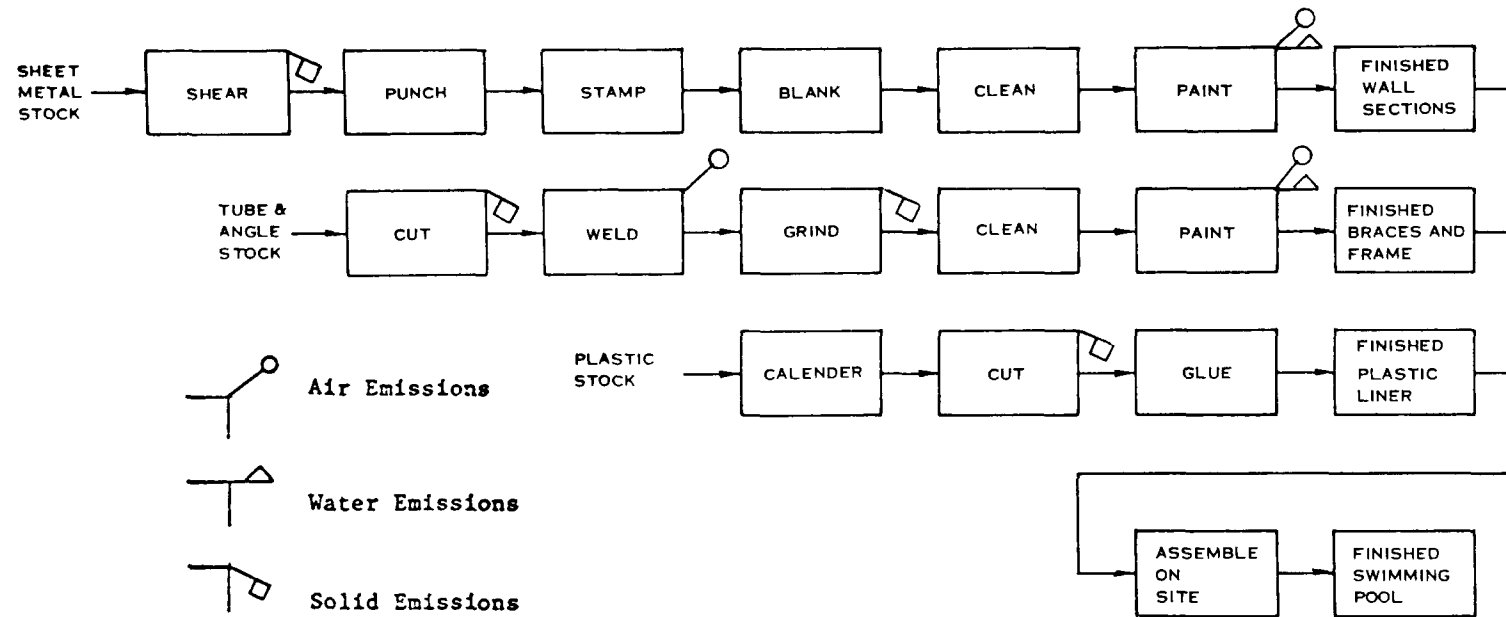 SHEET
METAL
STOCK
SHEAR
PUNCH
STAMP
BLANK
CLEAN
PAINT
FINISHED
WALL
SECTIONS
TUBE &
ANGLE
STOCK
CUT
WELD
GRIND
CLEAN
PAINT
FINISHED
BRACES AND
FRAME
PLASTIC
STOCK
CALENDER
CUT
GLUE
FINISHED
PLASTIC
LINER
Air Emissions
Water Emissions
Solid Emissions
ASSEMBLE
ON
SITE
FINISHED
SWIMMING
POOL